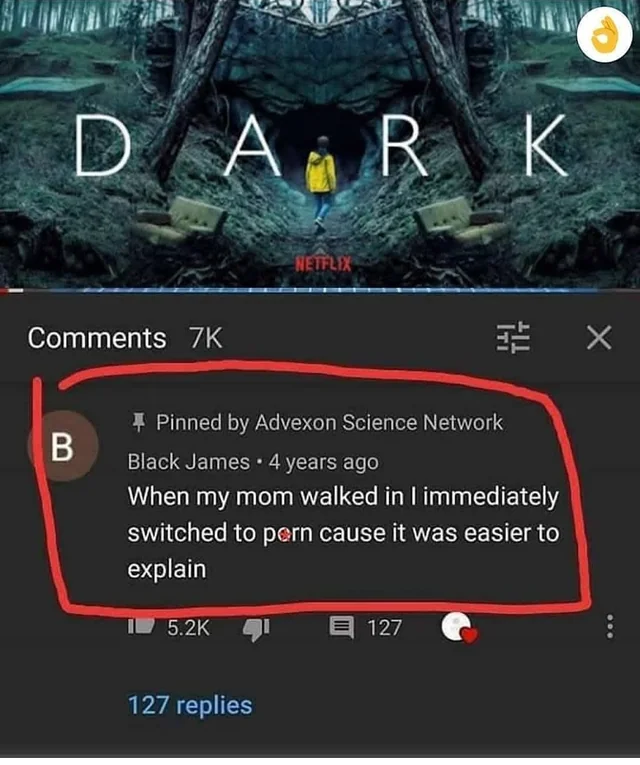 DARK
NETFLIX
Comments 7K
Pinned by Advexon Science Network
B
Black James • 4 years ago
When my mom walked in I immediately
switched to p*rn cause it was easier to
explain
5.2K 127
127 replies